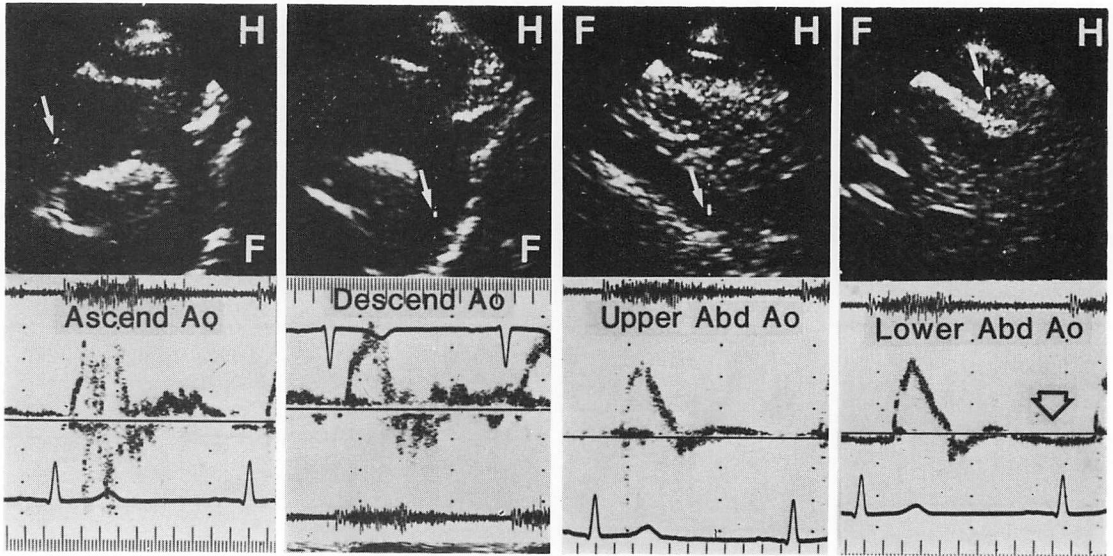 H
F
Ascend Ao
H
F
Descend Ao
F H
Upper Abd Ao
F H
Lower Abd Ao